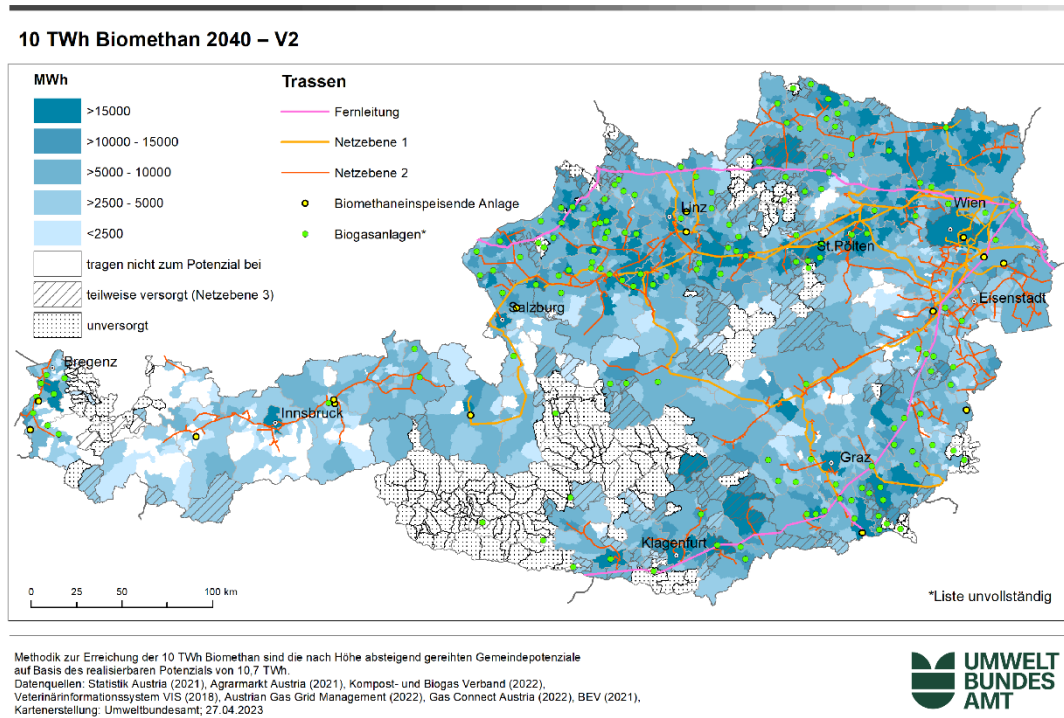 10 TWh Biomethan 2040 – V2
MWh
>15000
>10000 - 15000
>5000 - 10000
>2500 - 5000
<2500
tragen nicht zum Potenzial bei
teilweise versorgt (Netzebene 3)
unversorgt
Trassen
Fernleitung
Netzebene 1
Netzebene 2
Biomethaneinspeisende Anlage
Biogasanlagen*
Linz
Wien
St.Pölten
Eisenstadt
Salzburg
Bregenz
Innsbruck
Graz
Klagenfurt
0 25 50 100 km
*Liste unvollständig
Methodik zur Erreichung der 10 TWh Biomethan sind die nach Höhe absteigend gereihten Gemeindepotenziale
auf Basis des realisierbaren Potenzials von 10,7 TWh.
Datenquellen: Statistik Austria (2021), Agrarmarkt Austria (2021), Kompost- und Biogas Verband (2022),
Veterinärinformationssystem VIS (2018), Austrian Gas Grid Management (2022), Gas Connect Austria (2022), BEV (2021),
Kartenerstellung: Umweltbundesamt; 27.04.2023
UMWELT
BUNDES
AMT